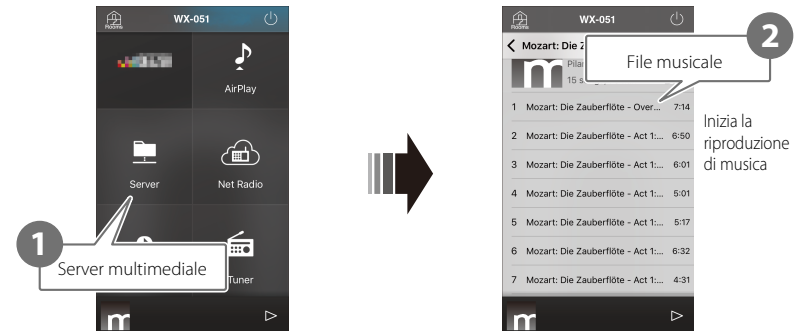 Rooms
WX-051
AirPlay
Server
Net Radio
1
Server multimediale
Tuner
m
Rooms
WX-051
2
Mozart: Die Z
File musicale
m
15 s
1 Mozart: Die Zauberflöte - Over... 7:14
2 Mozart: Die Zauberflöte - Act 1:... 6:50
3 Mozart: Die Zauberflöte - Act 1:... 6:01
4 Mozart: Die Zauberflöte - Act 1:... 5:01
5 Mozart: Die Zauberflöte - Act 1:... 5:17
6 Mozart: Die Zauberflöte - Act 1:... 6:32
7 Mozart: Die Zauberflöte - Act 1:... 4:31
m
Inizia la
riproduzione
di musica